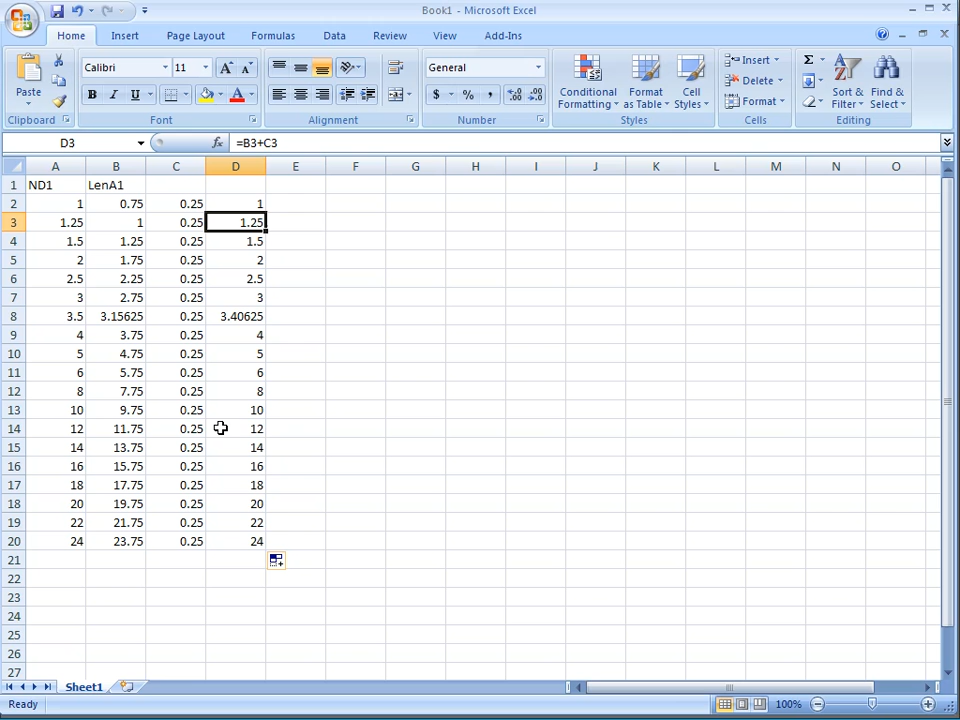 Book1 - Microsoft Excel
Home Insert Page Layout Formulas Data Review View Add-Ins
Calibri 11 General
Paste
B I U A $ % ,
Conditional Formatting
Format as Table
Cell Styles
Insert
Delete
Format
Σ
Sort & Filter
Find & Select
Clipboard Font Alignment Number Styles Cells Editing
D3 fx =B3+C3
A B C D E F G H I J K L M N O
1 ND1 LenA1
2 1 0.75 0.25 1
3 1.25 1 0.25 1.25
4 1.5 1.25 0.25 1.5
5 2 1.75 0.25 2
6 2.5 2.25 0.25 2.5
7 3 2.75 0.25 3
8 3.5 3.15625 0.25 3.40625
9 4 3.75 0.25 4
10 5 4.75 0.25 5
11 6 5.75 0.25 6
12 8 7.75 0.25 8
13 10 9.75 0.25 10
14 12 11.75 0.25 12
15 14 13.75 0.25 14
16 16 15.75 0.25 16
17 18 17.75 0.25 18
18 20 19.75 0.25 20
19 22 21.75 0.25 22
20 24 23.75 0.25 24
21
22
23
24
25
26
27
Sheet1
Ready 100%